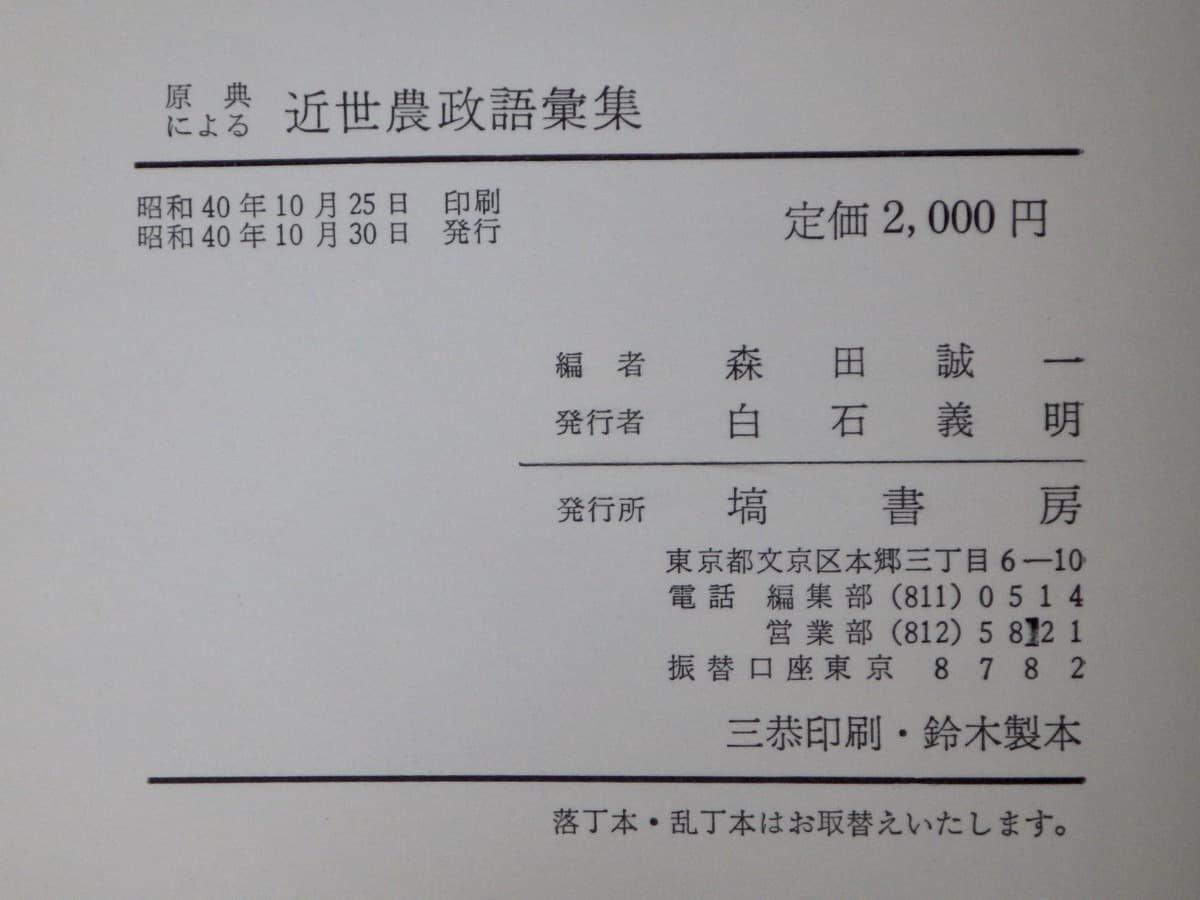 原典による 近世農政語彙集
昭和40年10月25日 印刷
昭和40年10月30日 発行
定価2,000円
編者 森田誠一
発行者 白石義明
発行所 塙書房
東京都文京区本郷三丁目6―10
電話 編集部(811)0514
営業部(812)5821
振替口座東京 8782
三恭印刷・鈴木製本
落丁本・乱丁本はお取替えいたします。